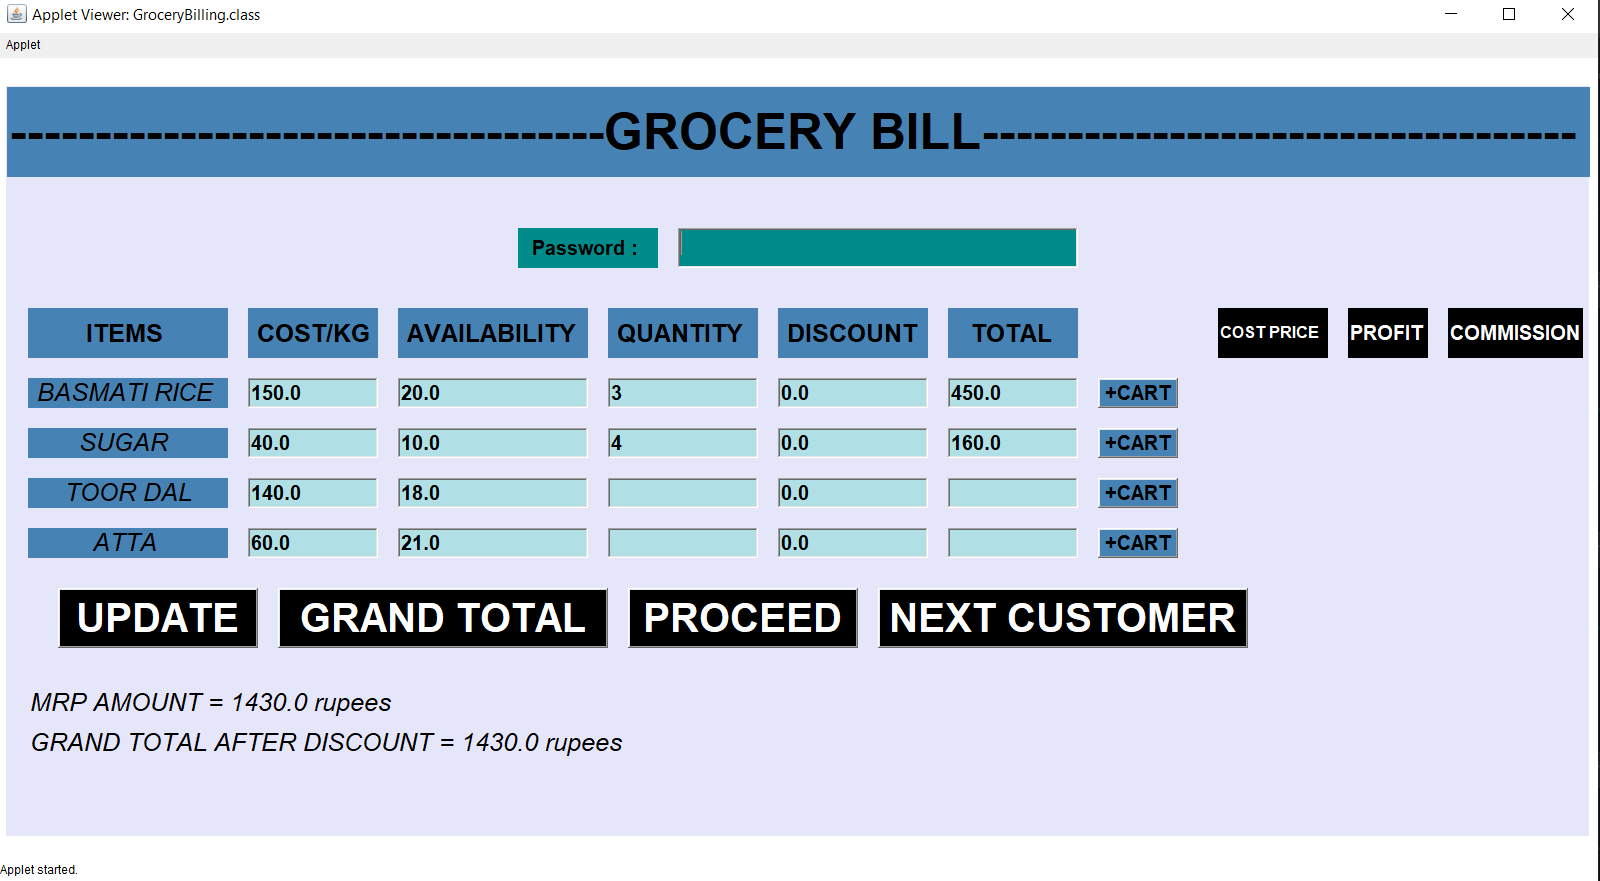 Applet Viewer: GroceryBilling.class
Applet
-----------------------------------GROCERY BILL-----------------------------------
Password :
ITEMS COST/KG AVAILABILITY QUANTITY DISCOUNT TOTAL COST PRICE PROFIT COMMISSION
BASMATI RICE 150.0 20.0 3 0.0 450.0 +CART
SUGAR 40.0 10.0 4 0.0 160.0 +CART
TOOR DAL 140.0 18.0 0.0 +CART
ATTA 60.0 21.0 0.0 +CART
UPDATE GRAND TOTAL PROCEED NEXT CUSTOMER
MRP AMOUNT = 1430.0 rupees
GRAND TOTAL AFTER DISCOUNT = 1430.0 rupees
Applet started.